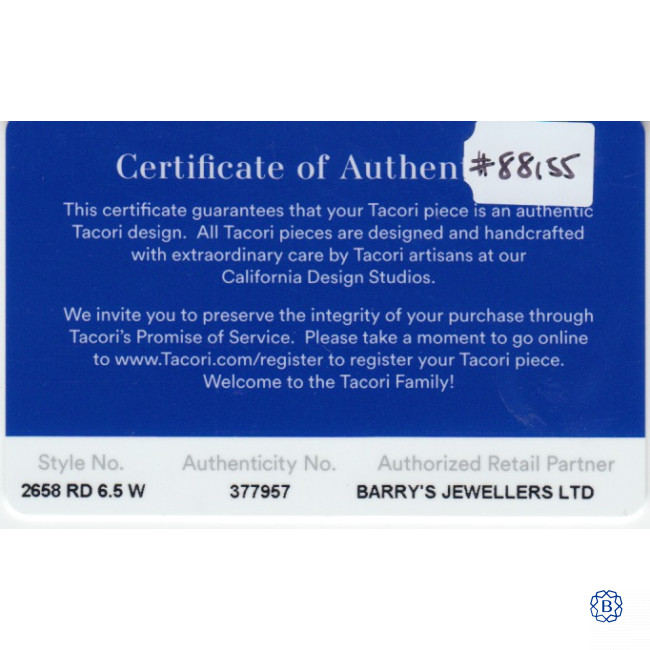 Certificate of Authen
#88,55
This certificate guarantees that your Tacori piece is an authentic
Tacori design. All Tacori pieces are designed and handcrafted
with extraordinary care by Tacori artisans at our
California Design Studios.
We invite you to preserve the integrity of your purchase through
Tacori's Promise of Service. Please take a moment to go online
to www.Tacori.com/register to register your Tacori piece.
Welcome to the Tacori Family!
Style No. Authenticity No. Authorized Retail Partner
2658 RD 6.5 W 377957 BARRY'S JEWELLERS LTD
B